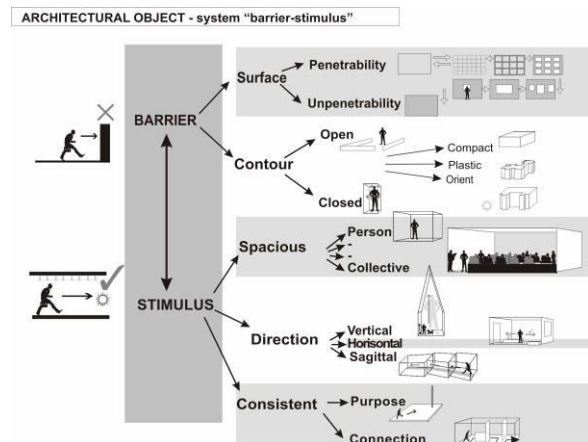 ARCHITECTURAL OBJECT - system “barrier-stimulus”
Surface
Penetrability
Unpenetrability
BARRIER
Contour
Open
Compact
Plastic
Orient
Closed
Spacious
Person
-
-
Collective
STIMULUS
Direction
Vertical
Horisontal
Sagittal
Consistent
Purpose
Connection